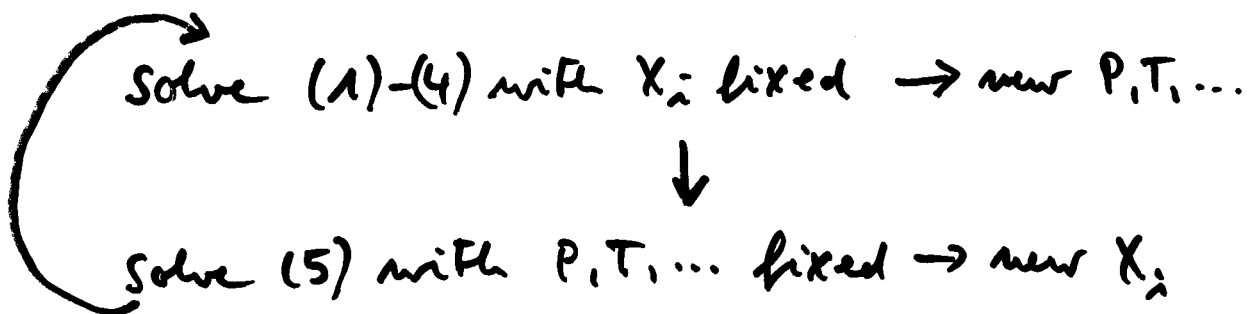 solve (1)-(4) with Xi fixed → new P, T, ...
↓
solve (5) with P, T, ... fixed → new Xi